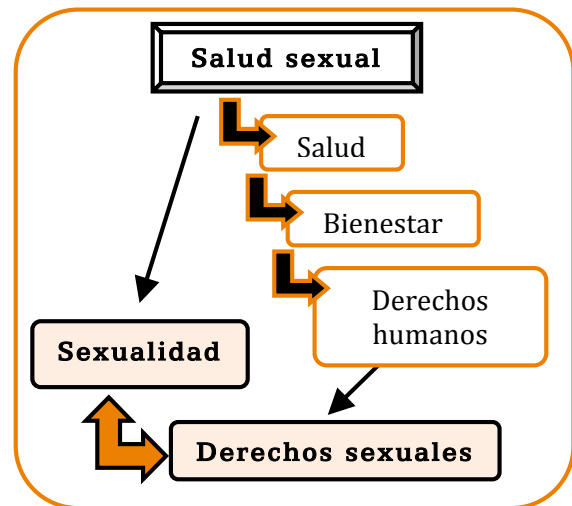 Salud sexual
Salud
Bienestar
Derechos
humanos
Sexualidad
Derechos sexuales